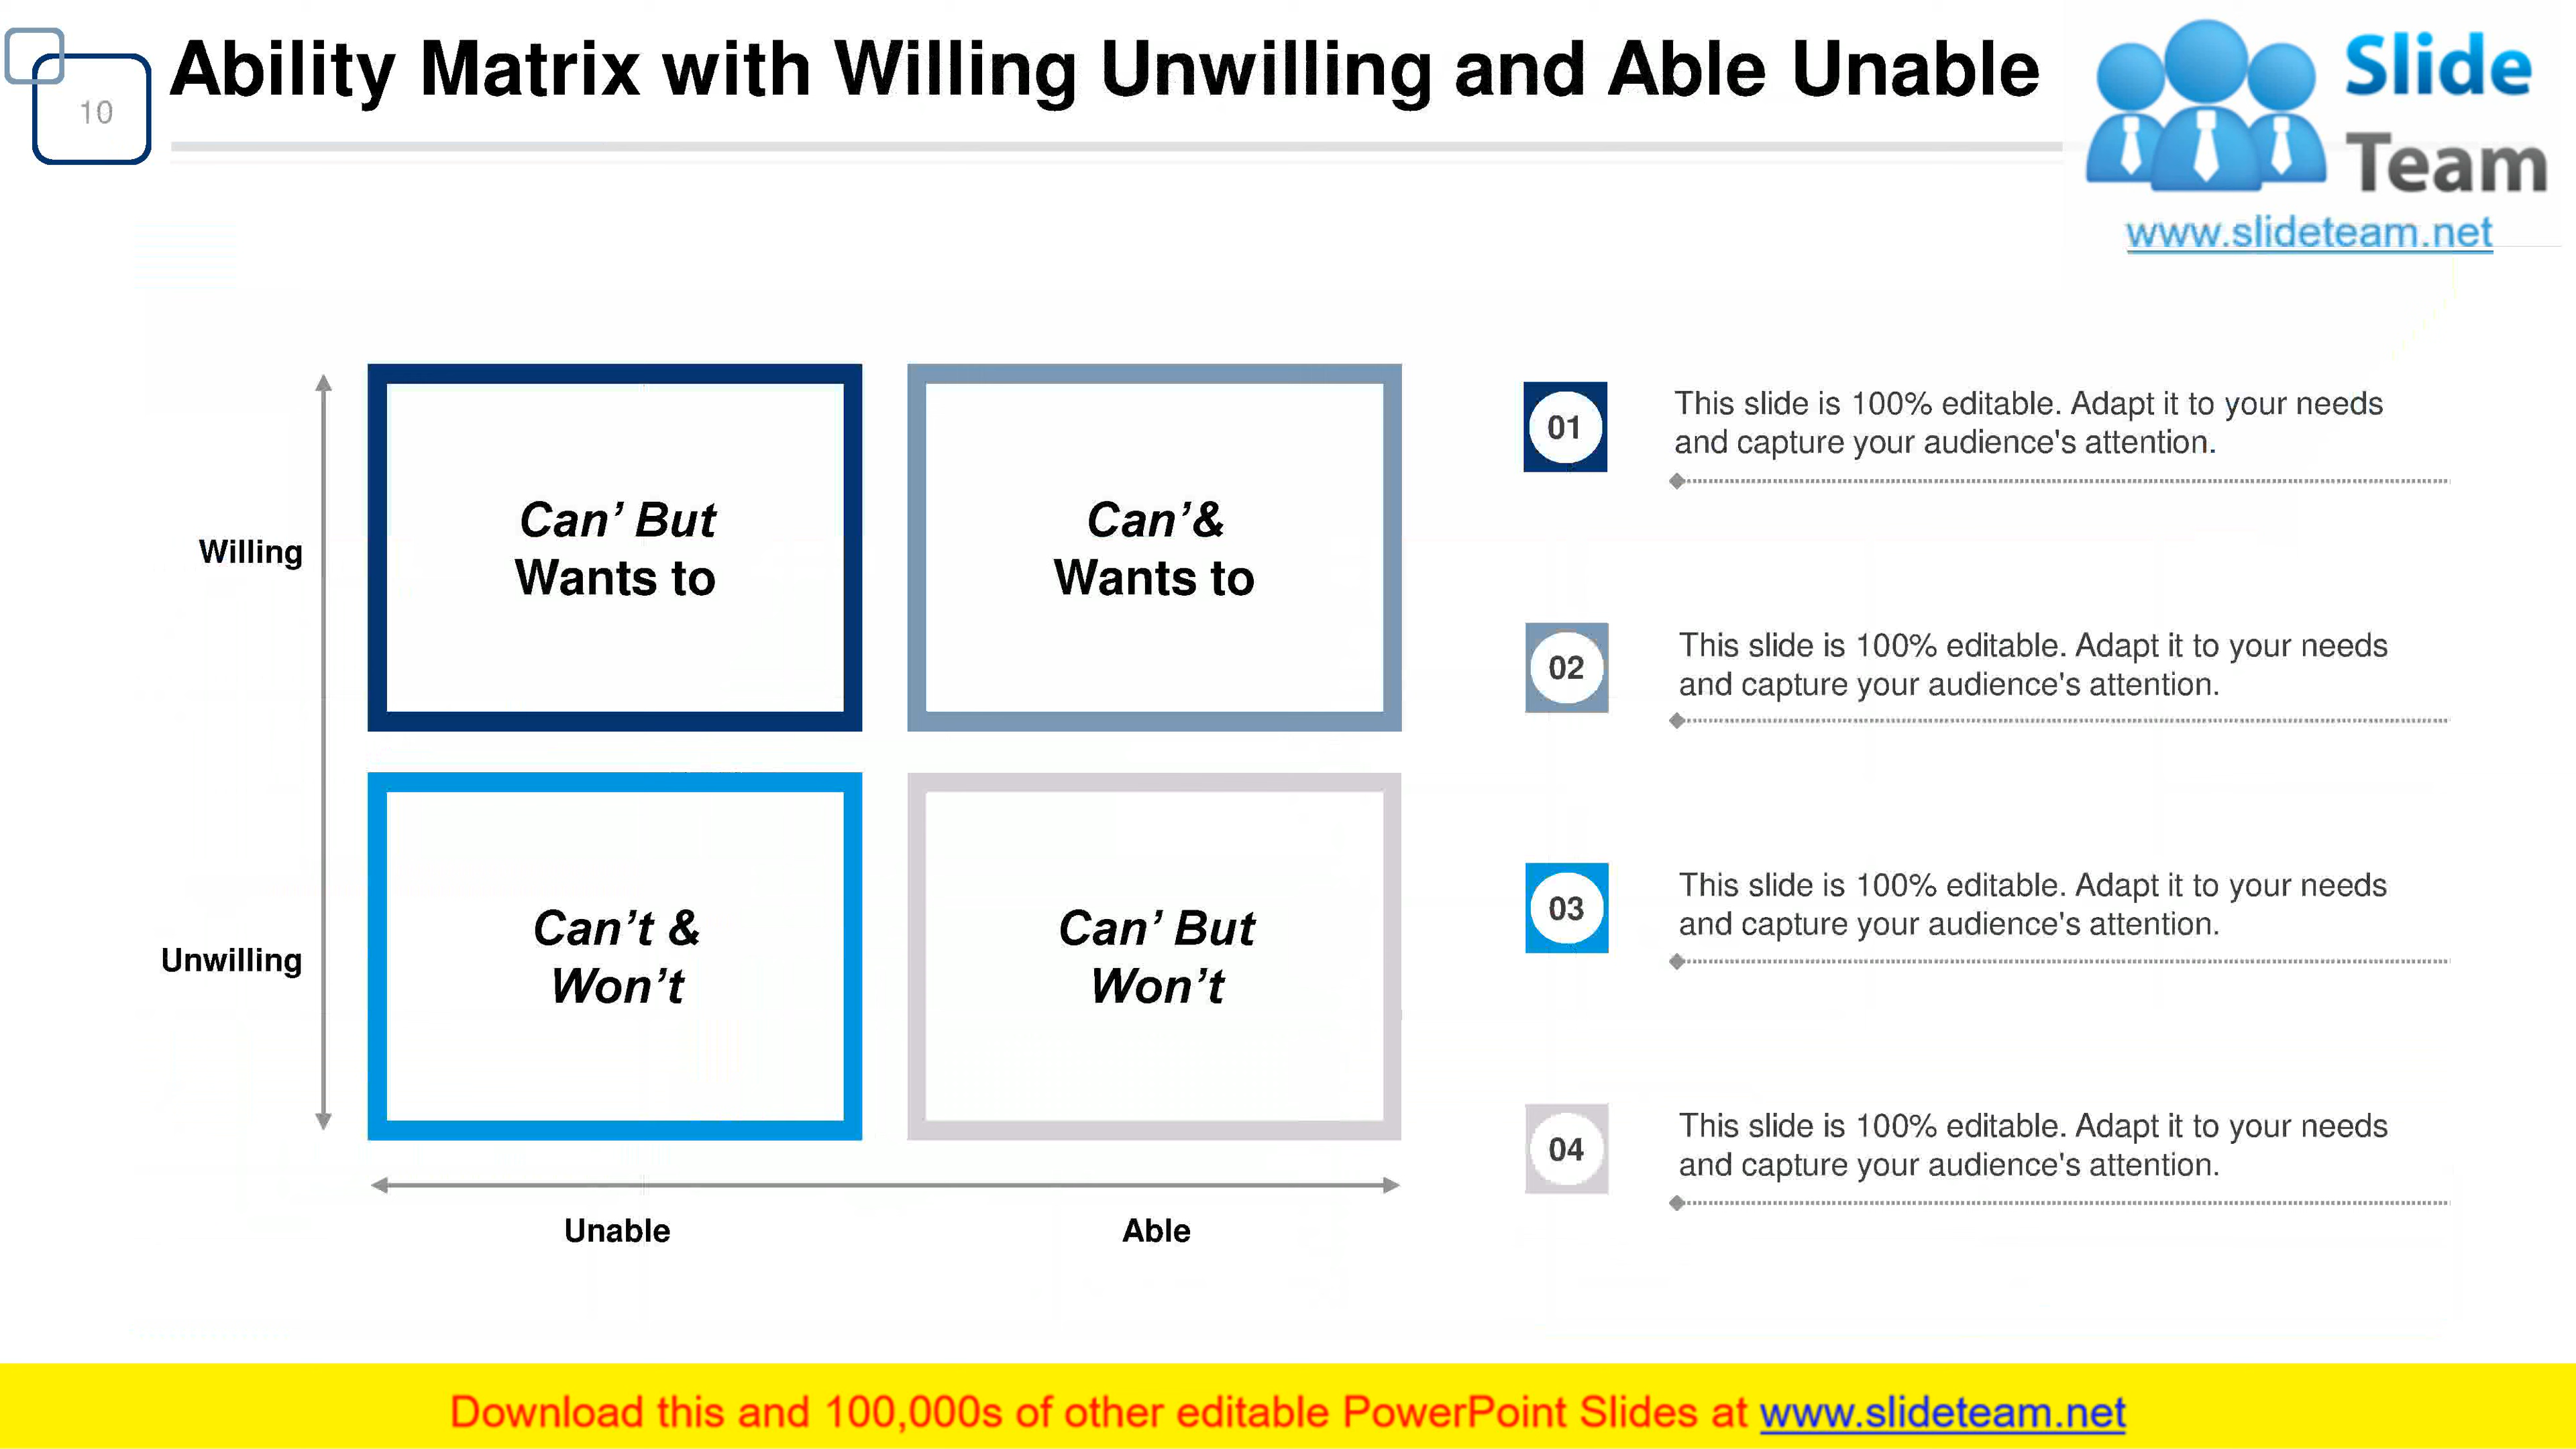 10
Ability Matrix with Willing Unwilling and Able Unable
Slide
Team
www.slideteam.net
Willing
Can’ But
Wants to
Can’&
Wants to
Unwilling
Can’t &
Won’t
Can’ But
Won’t
Unable
Able
01
This slide is 100% editable. Adapt it to your needs
and capture your audience's attention.
02
This slide is 100% editable. Adapt it to your needs
and capture your audience's attention.
03
This slide is 100% editable. Adapt it to your needs
and capture your audience's attention.
04
This slide is 100% editable. Adapt it to your needs
and capture your audience's attention.
Download this and 100,000s of other editable PowerPoint Slides at www.slideteam.net